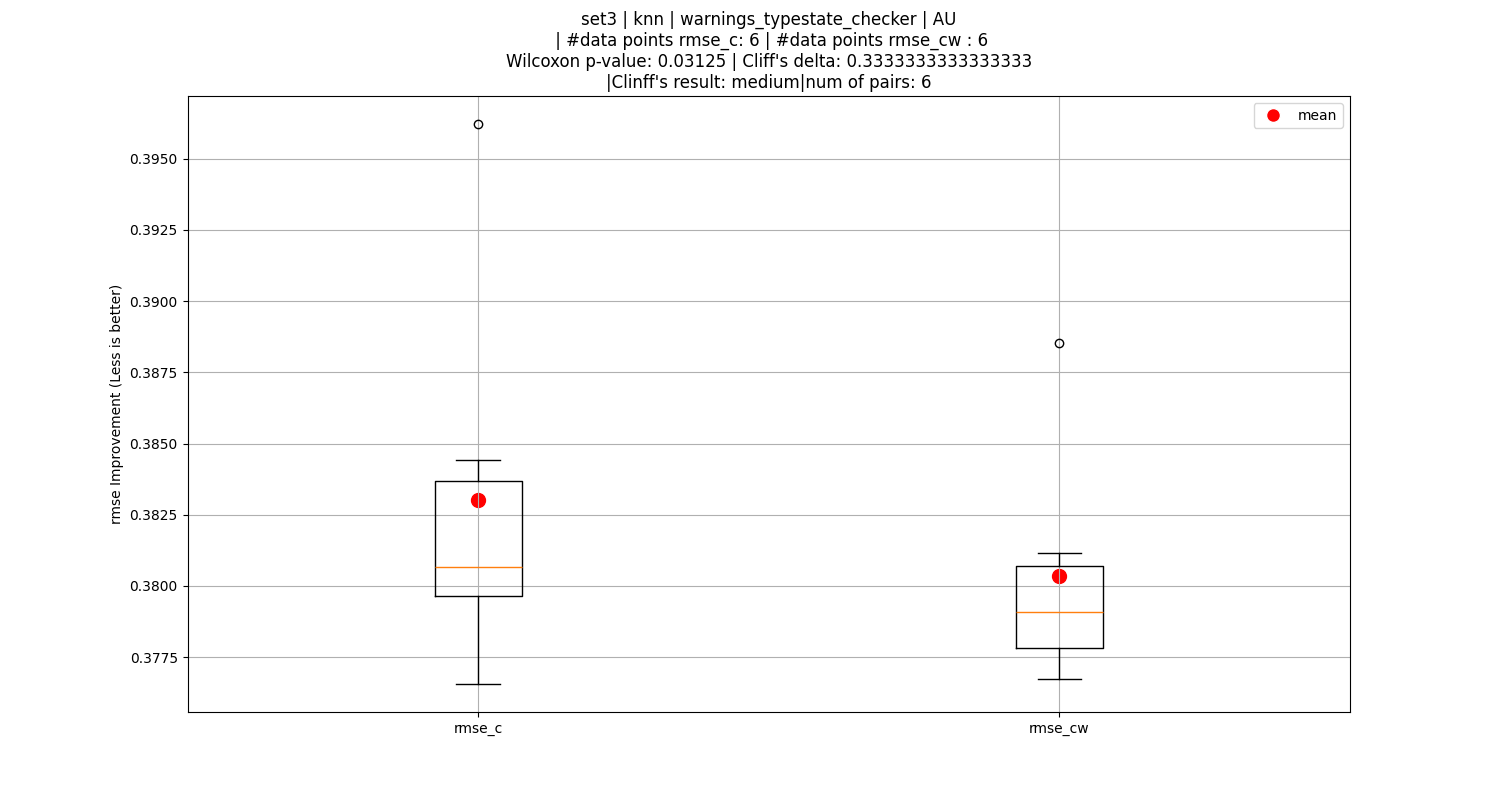 set3 | knn | warnings_typestate_checker | AU
| #data points rmse_c: 6 | #data points rmse_cw : 6
Wilcoxon p-value: 0.03125 | Cliff's delta: 0.3333333333333333
|Clinff's result: medium|num of pairs: 6
mean
rmse Improvement (Less is better)
0.3950
0.3925
0.3900
0.3875
0.3850
0.3825
0.3800
0.3775
rmse_c
rmse_cw